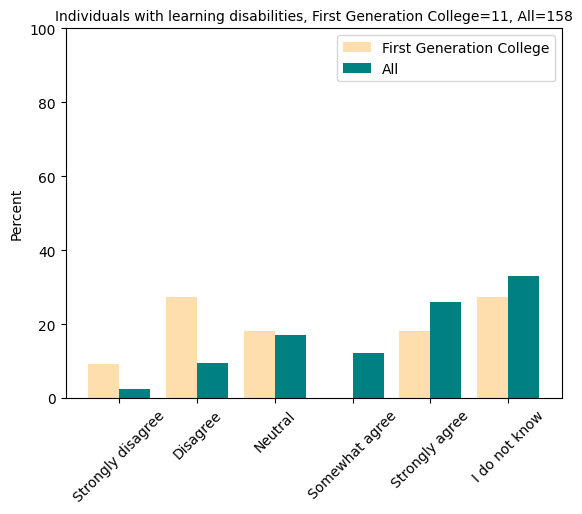 Individuals with learning disabilities, First Generation College=11, All=158
First Generation College
All
Percent
100
80
60
40
20
0
Strongly disagree
Disagree
Neutral
Somewhat agree
Strongly agree
I do not know